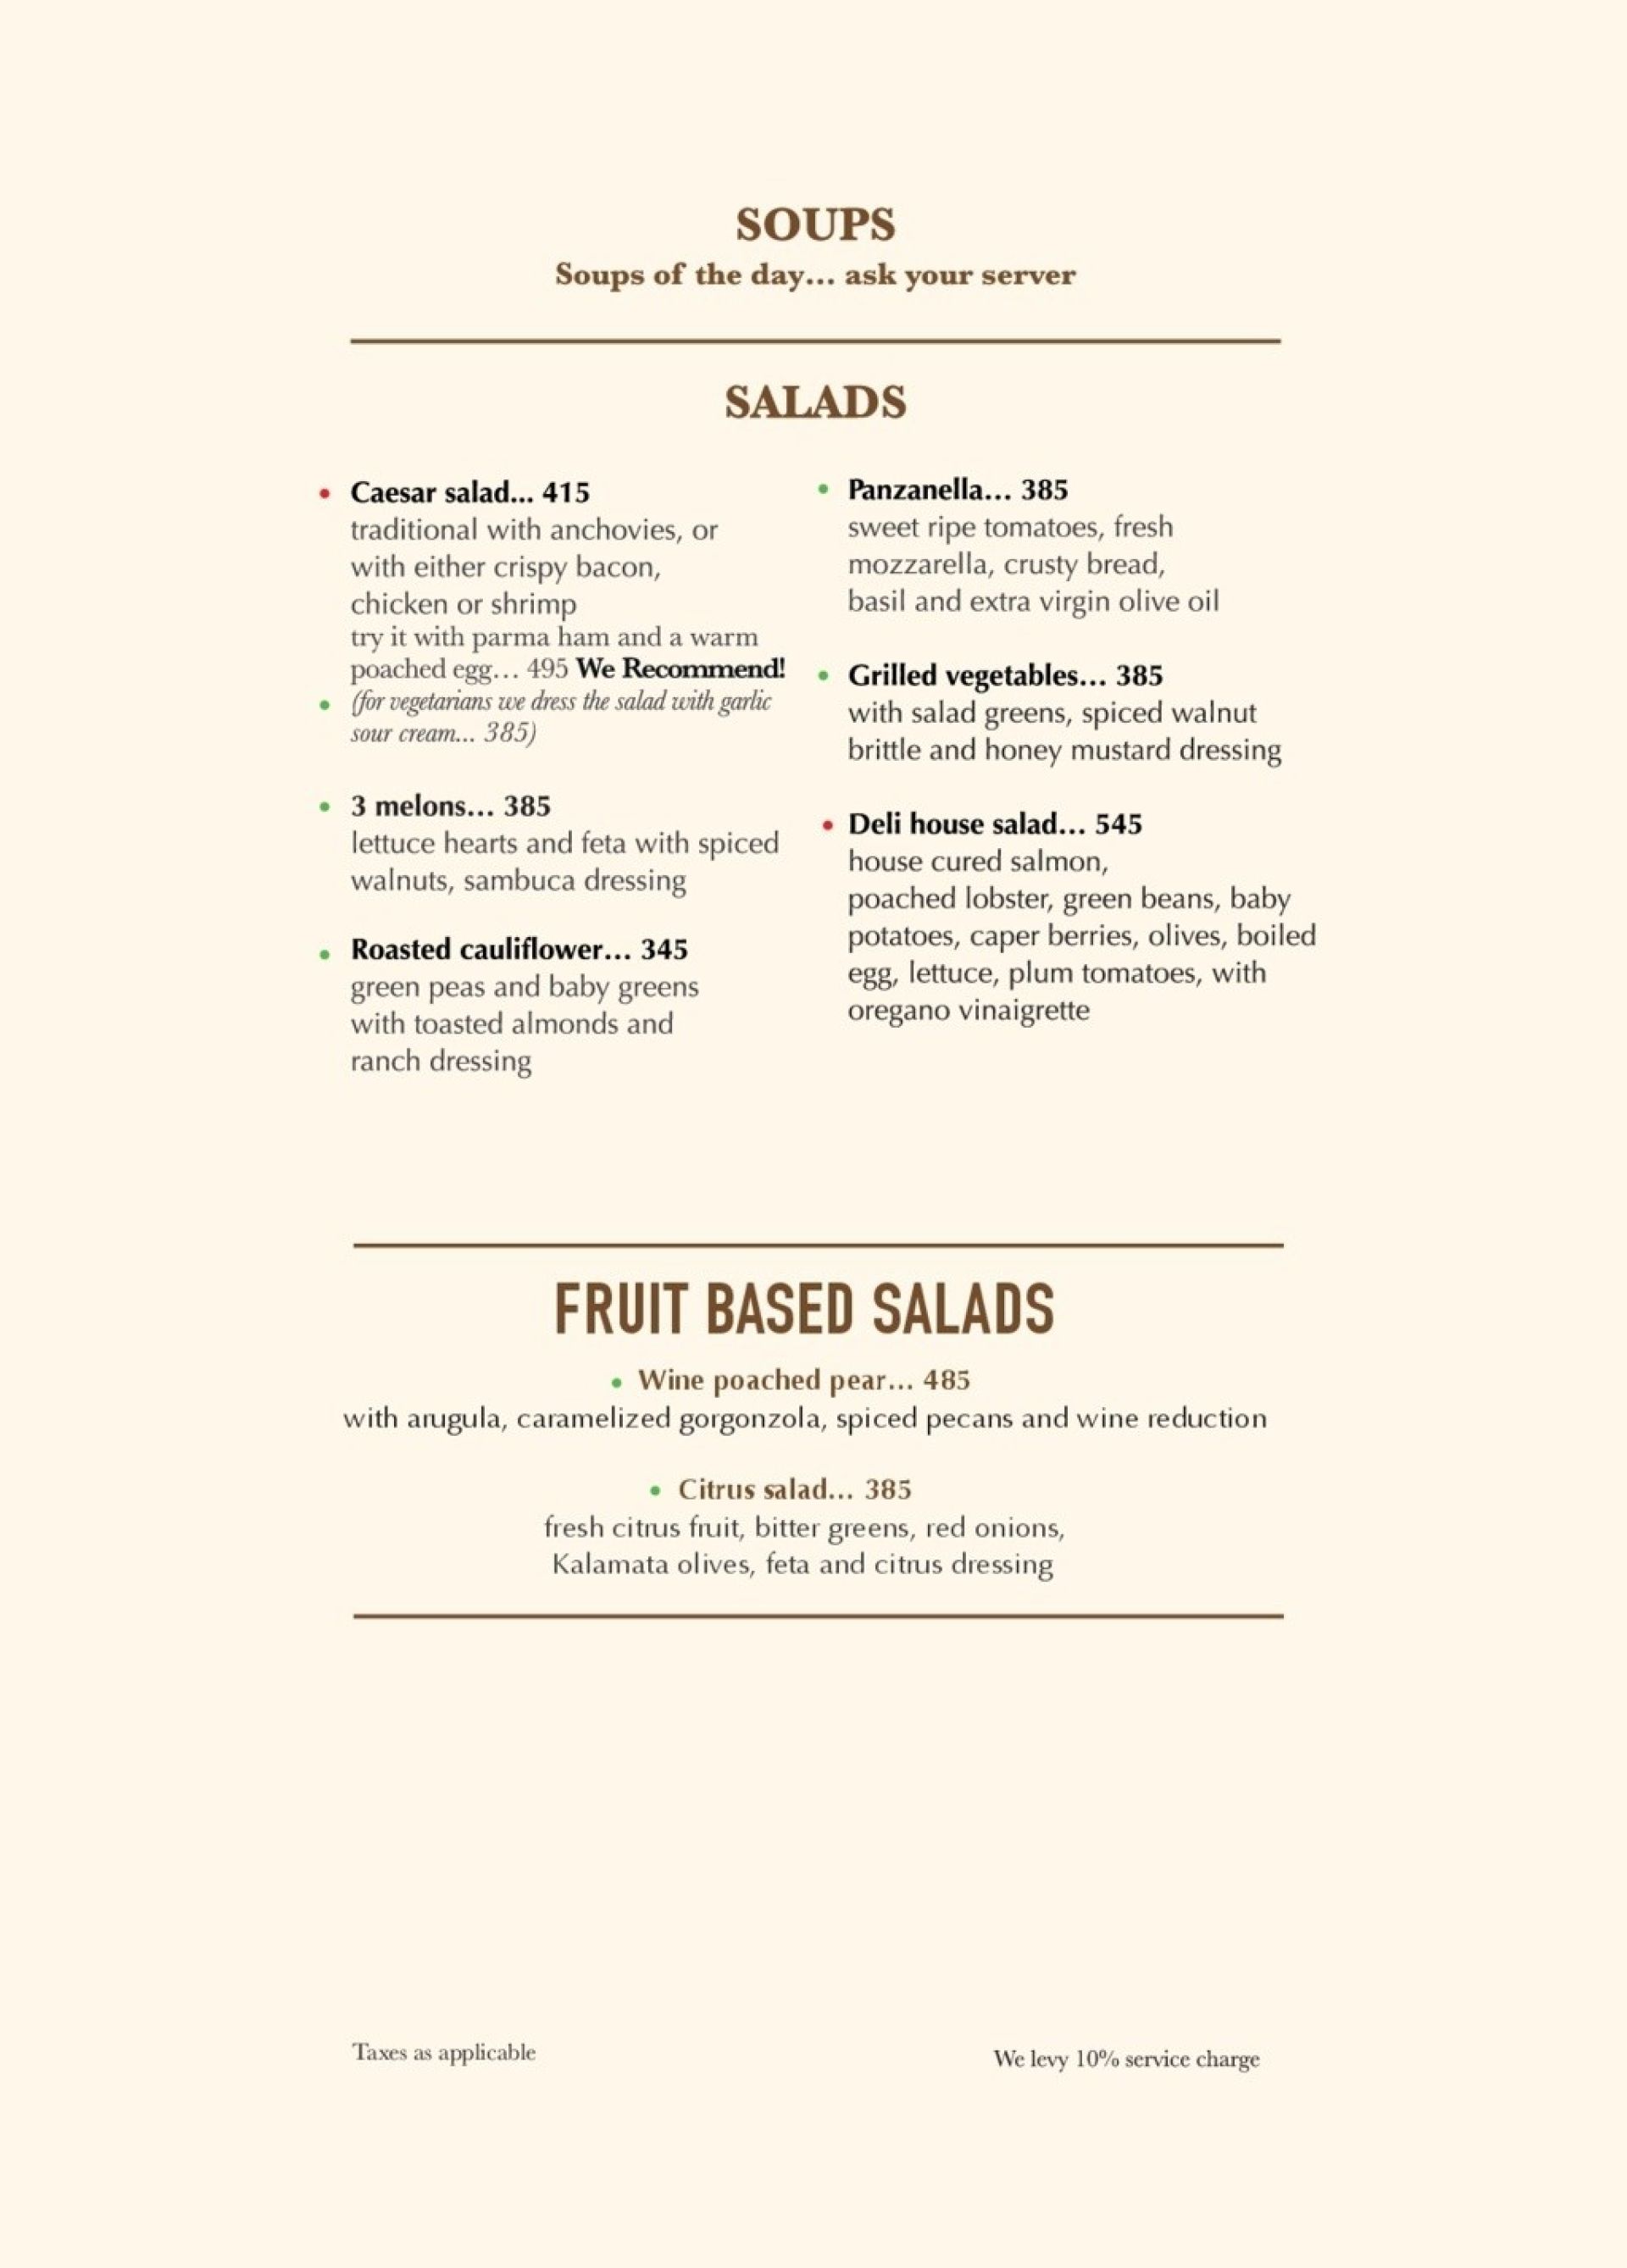 SOUPS
Soups of the day... ask your server
SALADS
Caesar salad... 415
traditional with anchovies, or
with either crispy bacon,
chicken or shrimp
try it with parma ham and a warm
poached egg... 495 We Recommend!
(for vegetarians we dress the salad with garlic
sour cream... 385)
3 melons... 385
lettuce hearts and feta with spiced
walnuts, sambuca dressing
Roasted cauliflower... 345
green peas and baby greens
with toasted almonds and
ranch dressing
Panzanella... 385
sweet ripe tomatoes, fresh
mozzarella, crusty bread,
basil and extra virgin olive oil
Grilled vegetables... 385
with salad greens, spiced walnut
brittle and honey mustard dressing
Deli house salad... 545
house cured salmon,
poached lobster, green beans, baby
potatoes, caper berries, olives, boiled
egg, lettuce, plum tomatoes, with
oregano vinaigrette
FRUIT BASED SALADS
Wine poached pear... 485
with arugula, caramelized gorgonzola, spiced pecans and wine reduction
Citrus salad... 385
fresh citrus fruit, bitter greens, red onions,
Kalamata olives, feta and citrus dressing
Taxes as applicable
We levy 10% service charge